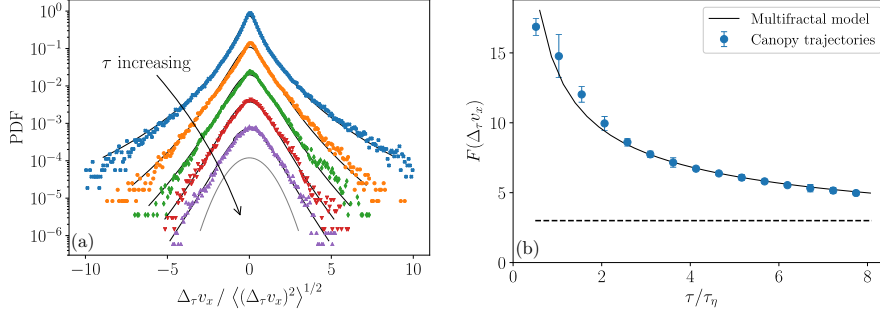 10⁰
10⁻¹
10⁻²
10⁻³
10⁻⁴
10⁻⁵
10⁻⁶
PDF
τ increasing
(a)
−10 −5 0 5 10
Δ_τ v_x / ⟨(Δ_τ v_x)²⟩^{1/2}
15
10
5
0
F(Δ_τ v_x)
Multifractal model
Canopy trajectories
(b)
0 2 4 6 8
τ/τ_η